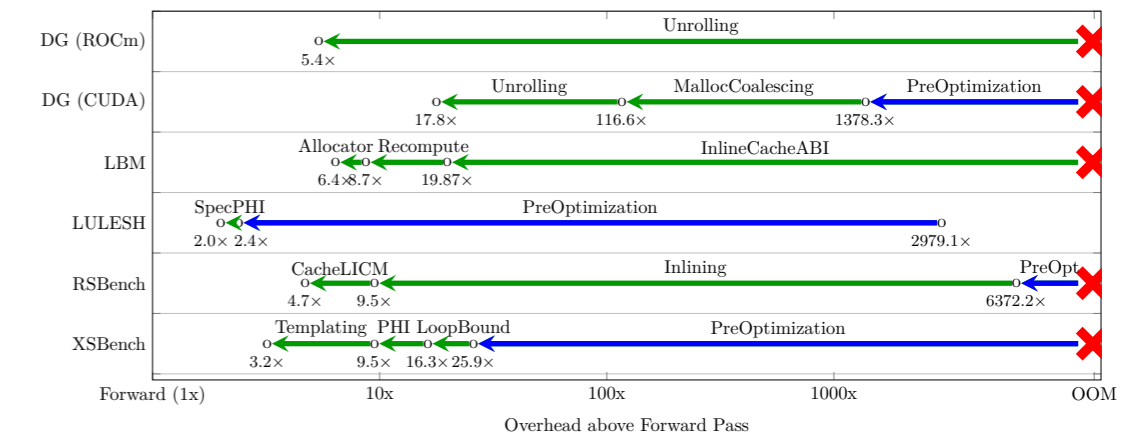 Unrolling
DG (ROCm)
5.4×
Unrolling MallocCoalescing PreOptimization
DG (CUDA)
17.8× 116.6× 1378.3×
Allocator Recompute InlineCacheABI
LBM
6.4× 8.7× 19.87×
SpecPHI PreOptimization
LULESH
2.0× 2.4× 2979.1×
CacheLICM Inlining PreOpt
RSBench
4.7× 9.5× 6372.2×
Templating PHI LoopBound PreOptimization
XSBench
3.2× 9.5× 16.3× 25.9×
Forward (1x) 10x 100x 1000x OOM
Overhead above Forward Pass